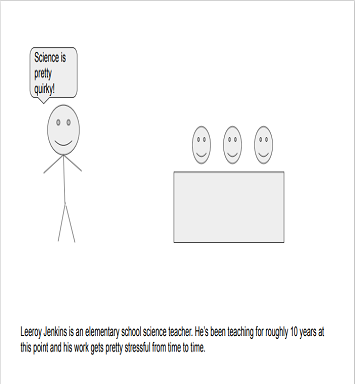 Science is
pretty
quirky!
Leeroy Jenkins is an elementary school science teacher. He's been teaching for roughly 10 years at
this point and his work gets pretty stressful from time to time.